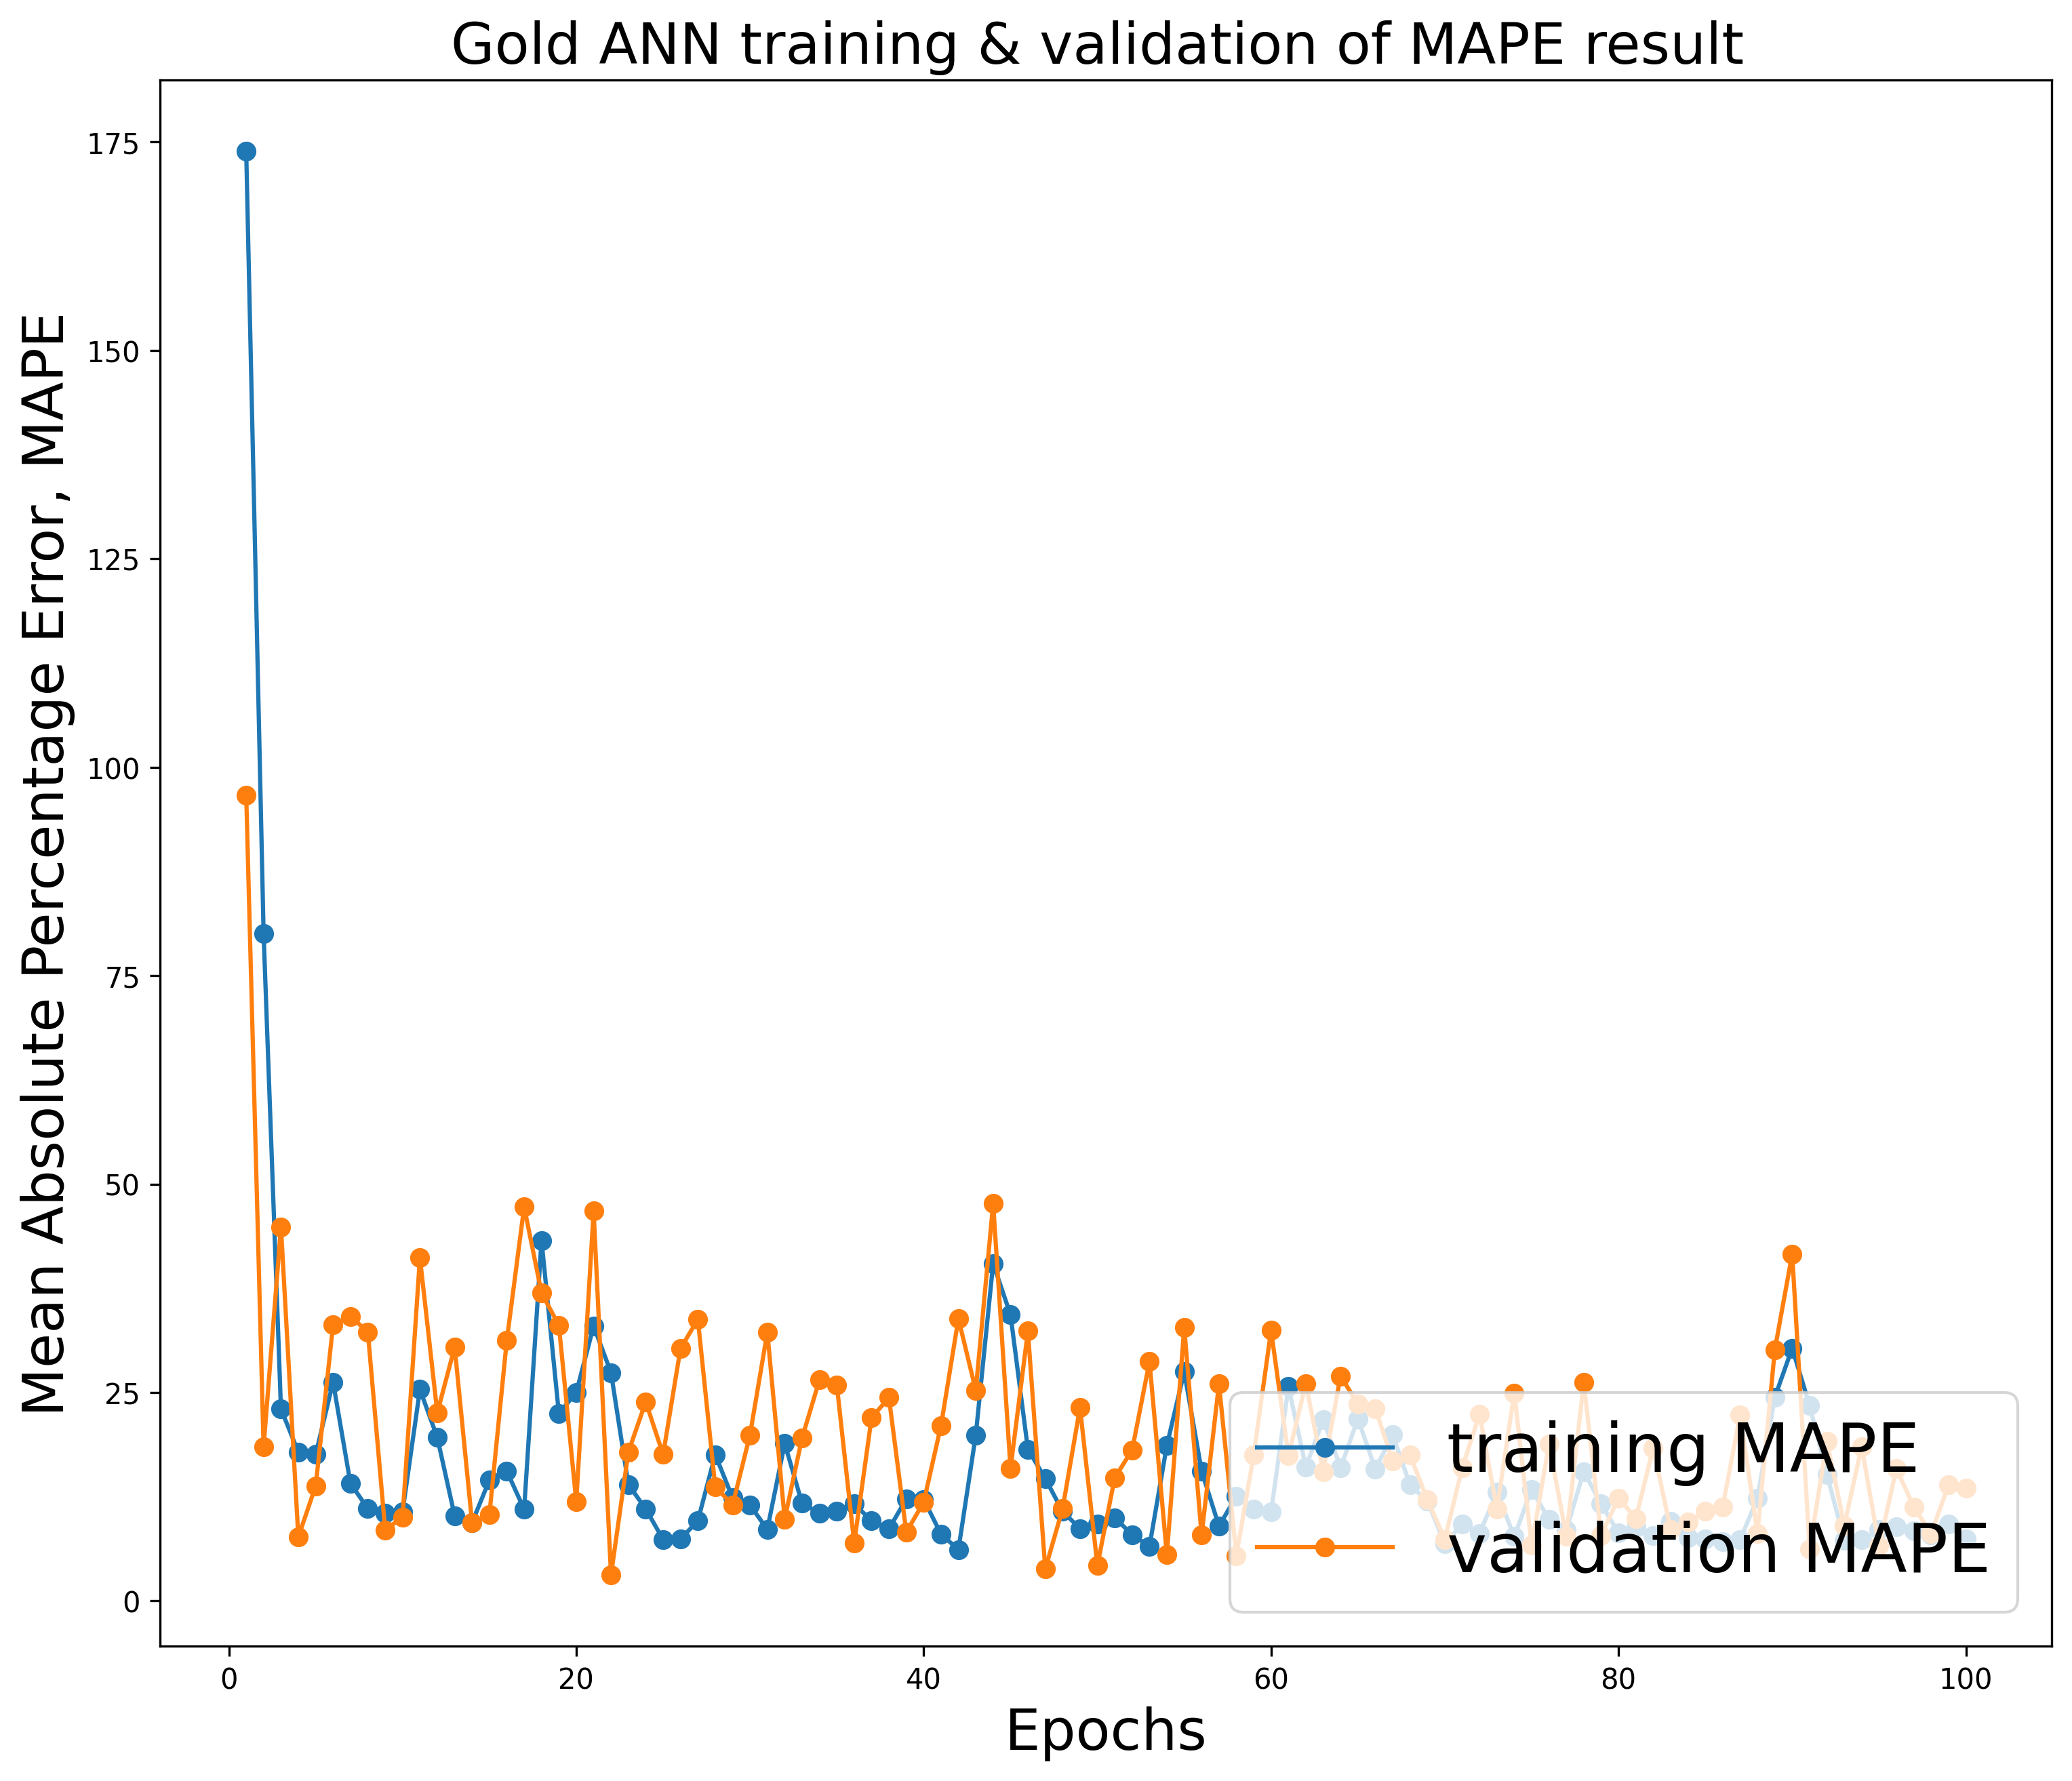 Gold ANN training & validation of MAPE result
Mean Absolute Percentage Error, MAPE
175
150
125
100
75
50
25
0
training MAPE
validation MAPE
0 20 40 60 80 100
Epochs